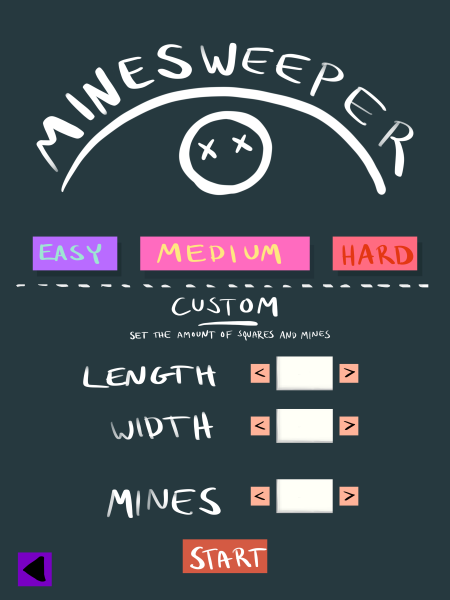 MINESWEEPER
x x
EASY MEDIUM HARD
CUSTOM
SET THE AMOUNT OF SQUARES AND MINES
LENGTH < >
WIDTH < >
MINES < >
START